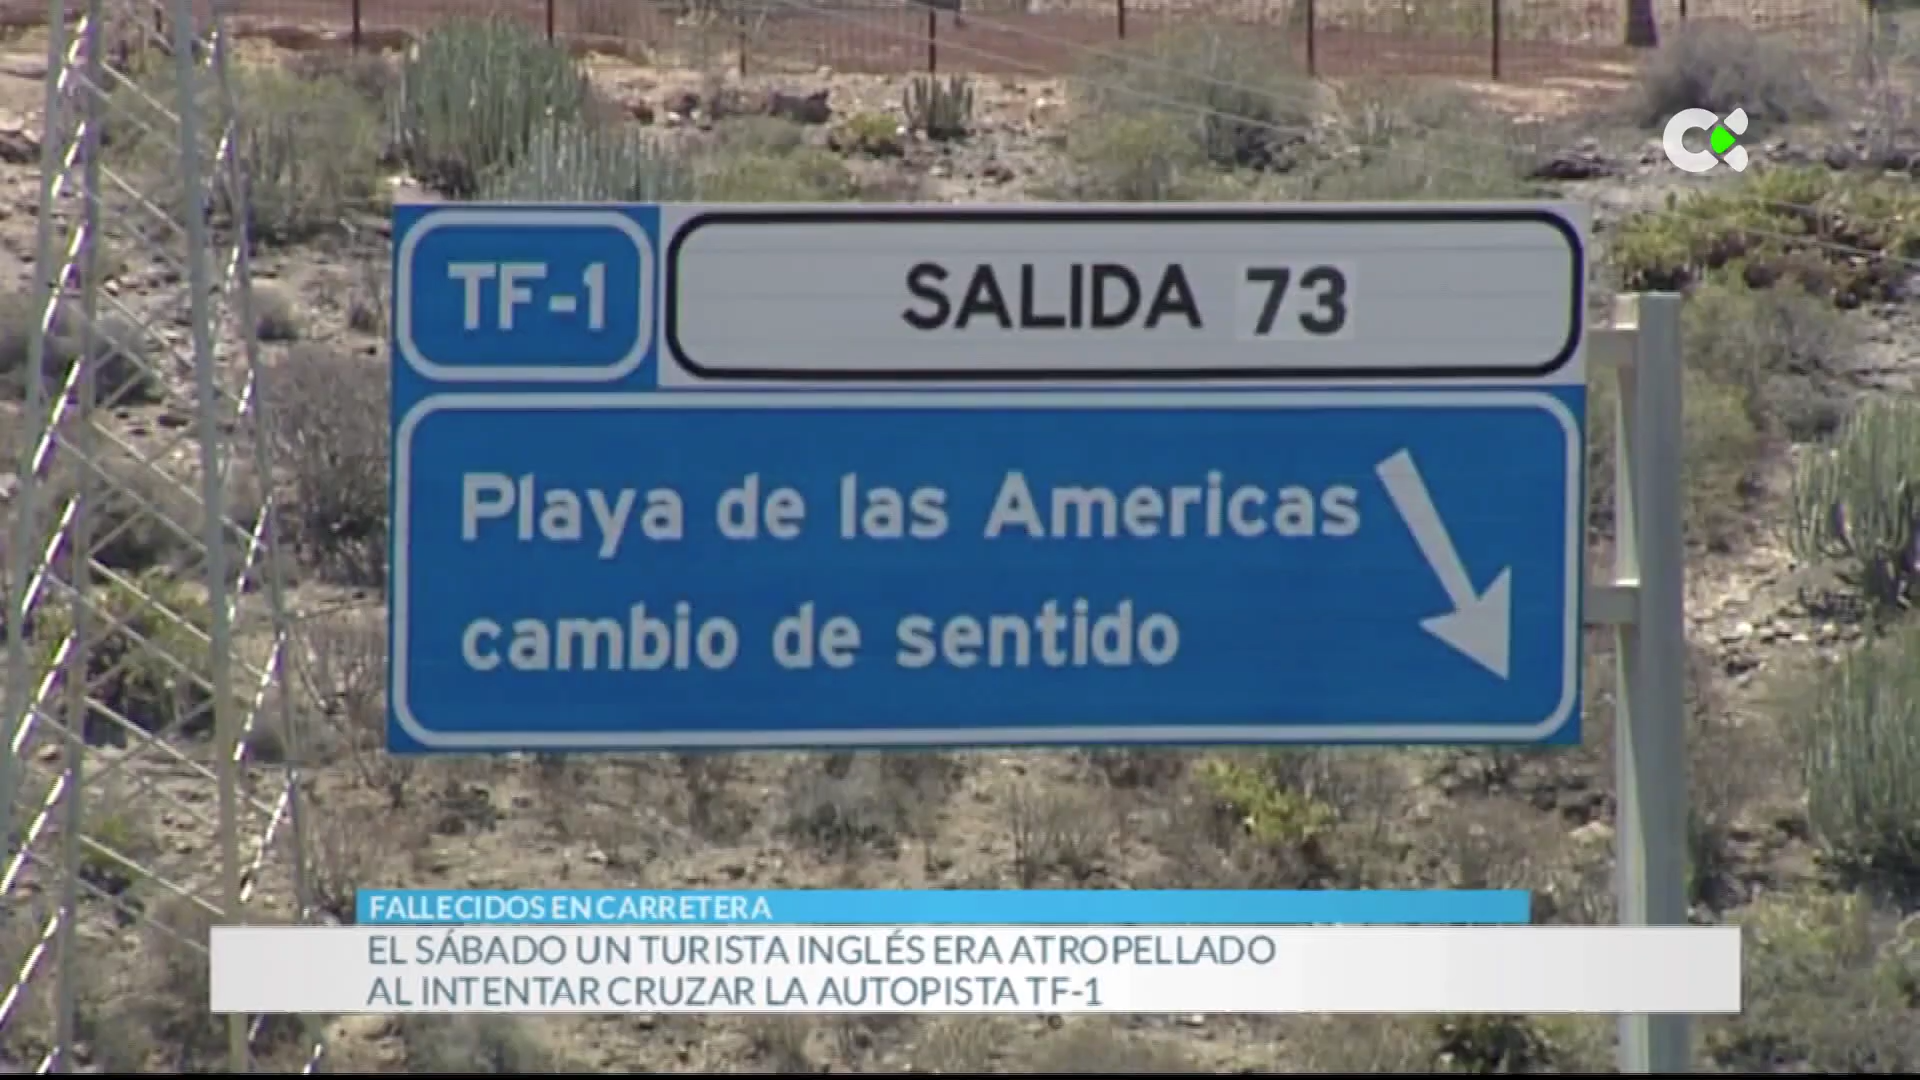 TF-1
SALIDA 73
Playa de las Americas
cambio de sentido
FALLECIDOS EN CARRETERA
EL SÁBADO UN TURISTA INGLÉS ERA ATROPELLADO
AL INTENTAR CRUZAR LA AUTOPISTA TF-1